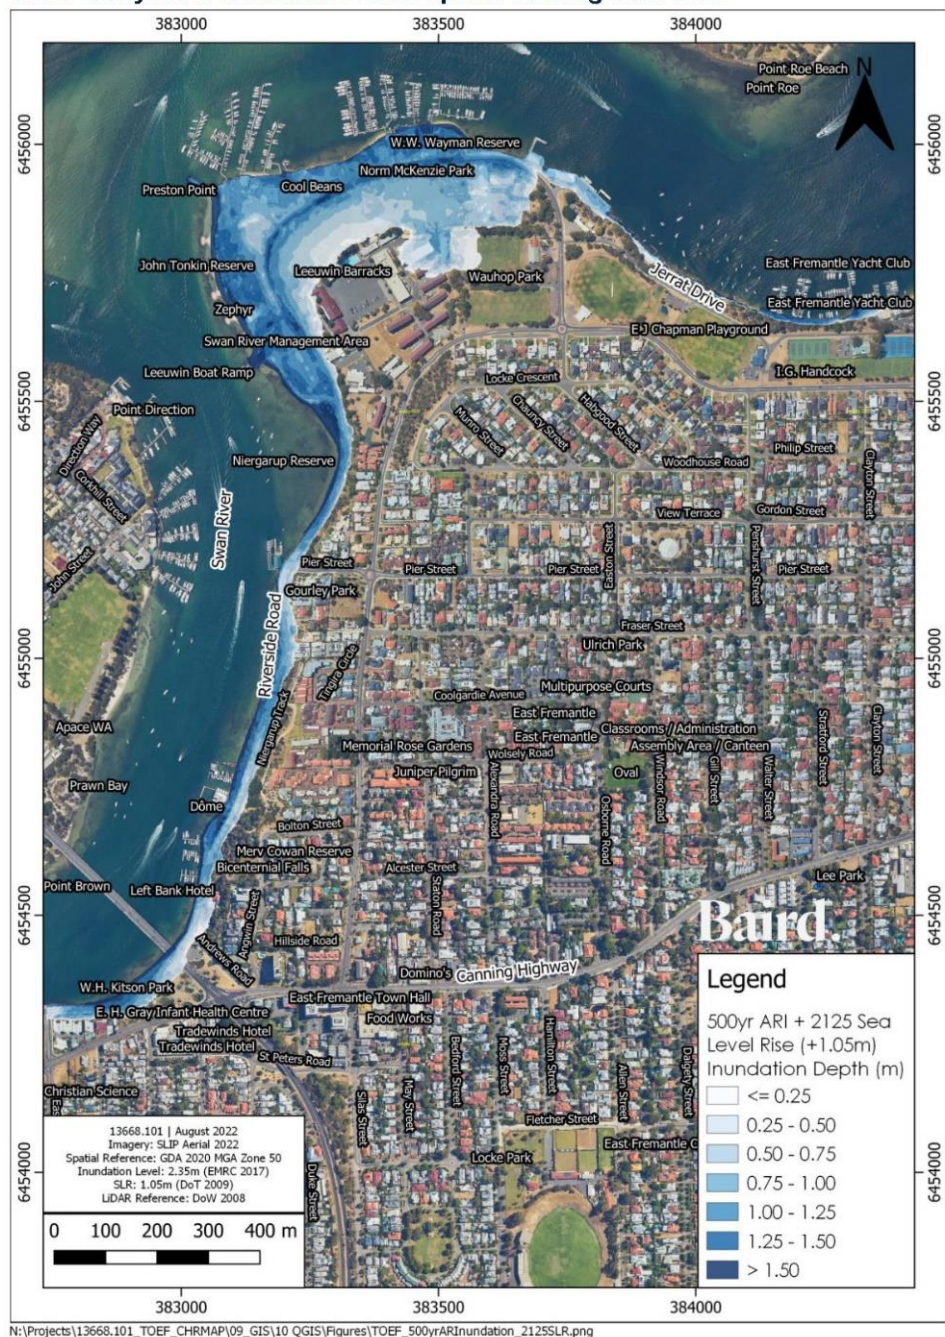 383000
383500
384000
Point Roe Beach
N
Point Roe
6456000
6456000
W.W. Wayman Reserve
Norm McKenzie Park
Cool Beans
Preston Point
John Tonkin Reserve
Leeuwin Barracks
Wauhop Park
Jerrat Drive
East Fremantle Yacht Club
East Fremantle Yacht Club
Zephyr
Swan River Management Area
EJ Chapman Playground
Leeuwin Boat Ramp
I.G. Handcock
Locke Crescent
6455500
6455500
Point Direction
Direction Way
Munro Street
Chauncy Street
Habgood Street
Philip Street
Niergarup Reserve
Woodhouse Road
Clayton Street
Corkhill Street
Swan River
View Terrace
Gordon Street
John Street
Pier Street
Pier Street
Pier Street
Easton Street
Penshurst Street
Pier Street
Gourley Park
Fraser Street
Ulrich Park
6455000
6455000
Riverside Road
Tingira Circle
Niergarup Track
Coolgardie Avenue
Multipurpose Courts
East Fremantle
Classrooms / Administration
East Fremantle
Assembly Area / Canteen
Apace WA
Memorial Rose Gardens
Wolsely Road
Stratford Street
Clayton Street
Juniper Pilgrim
Oval
Alexandra Road
Windsor Road
Gill Street
Walter Street
Prawn Bay
Dôme
Bolton Street
Osborne Road
Merv Cowan Reserve
Bicenternial Falls
Alcester Street
Lee Park
Point Brown
Left Bank Hotel
Staton Road
6454500
6454500
Angwin Street
Baird.
Andrews Road
Hillside Road
Domino's
Canning Highway
W.H. Kitson Park
East Fremantle Town Hall
E. H. Gray Infant Health Centre
Food Works
Tradewinds Hotel
Tradewinds Hotel
St Peters Road
Bedford Street
Moss Street
Hamilton Street
Allen Street
Dalgety Street
Christian Science
Silas Street
May Street
Fletcher Street
Locke Park
East Fremantle C
Duke Street
6454000
6454000
Legend
500yr ARI + 2125 Sea
Level Rise (+1.05m)
Inundation Depth (m)
<= 0.25
0.25 - 0.50
0.50 - 0.75
0.75 - 1.00
1.00 - 1.25
1.25 - 1.50
> 1.50
13668.101 | August 2022
Imagery: SLIP Aerial 2022
Spatial Reference: GDA 2020 MGA Zone 50
Inundation Level: 2.35m (EMRC 2017)
SLR: 1.05m (DoT 2009)
LiDAR Reference: DoW 2008
0 100 200 300 400 m
383000
383500
384000
N:\Projects\13668.101_TOEF_CHRMAP\09_GIS\10 QGIS\Figures\TOEF_500yrARIinundation_2125SLR.png